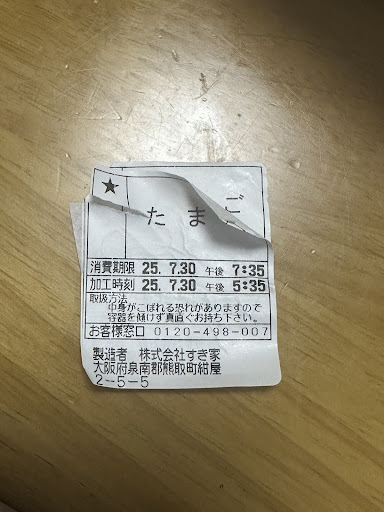 ★
たまご
消費期限 25. 7.30 午後 7:35
加工時刻 25. 7.30 午後 5:35
取扱方法
中身がこぼれる恐れがありますので
容器を傾けず真直ぐお持ち下さい。
お客様窓口 0120-498-007
製造者 株式会社すき家
大阪府泉南郡熊取町紺屋
2-5-5